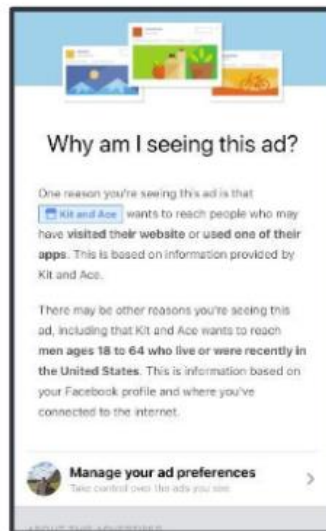 Why am I seeing this ad?
One reason you're seeing this ad is that
Kit and Ace wants to reach people who may
have visited their website or used one of their
apps. This is based on information provided by
Kit and Ace.
There may be other reasons you're seeing this
ad, including that Kit and Ace wants to reach
men ages 18 to 64 who live or were recently in
the United States. This is information based on
your Facebook profile and where you've
connected to the internet.
Manage your ad preferences
Take control over the ads you see
ABOUT THIS ADVERTISER